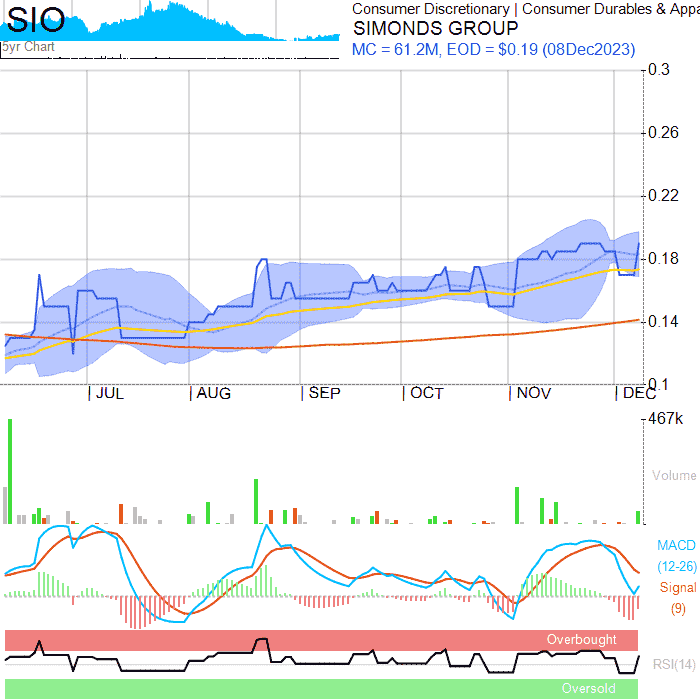 SIO
5yr Chart
Consumer Discretionary | Consumer Durables & Appa
SIMONDS GROUP
MC = 61.2M, EOD = $0.19 (08Dec2023)
0.3
0.26
0.22
0.18
0.14
0.1
JUL
AUG
SEP
OCT
NOV
DEC
467k
Volume
MACD
(12-26)
Signal
(9)
Overbought
RSI(14)
Oversold